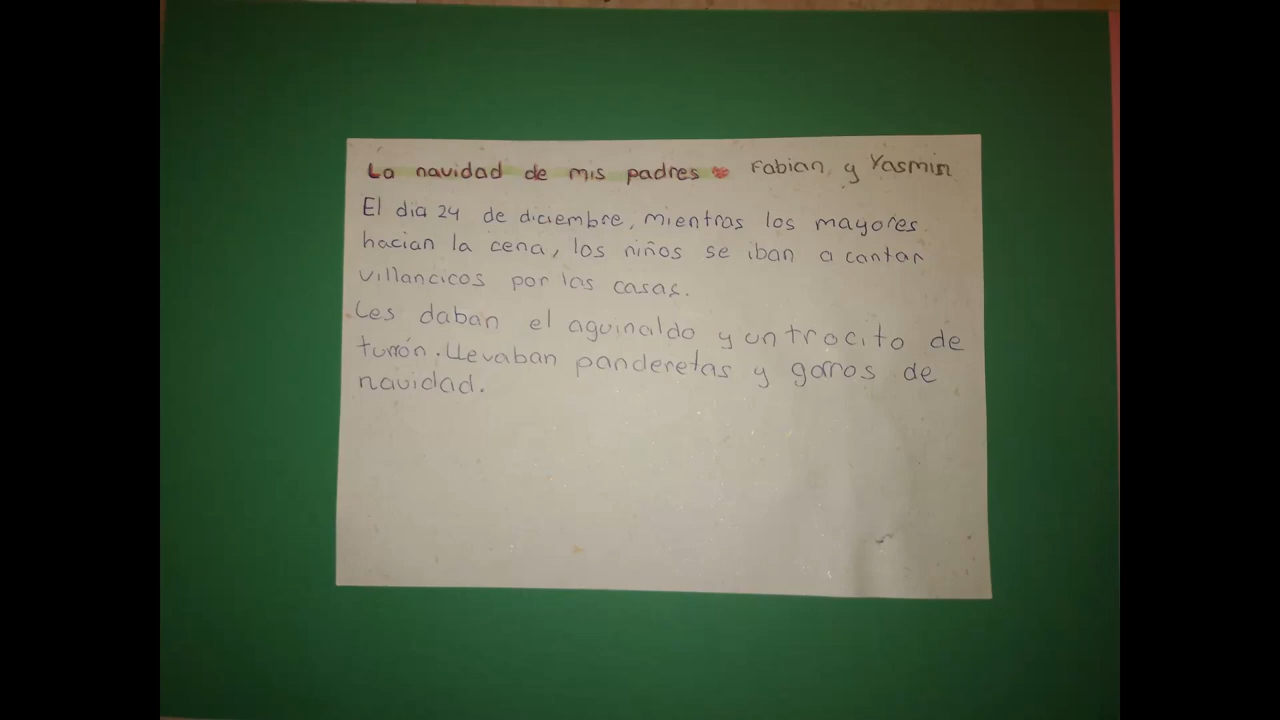 La navidad de mis padres Fabian, y Yasmin
El dia 24 de diciembre, mientras los mayores
hacian la cena, los niños se iban a cantar
villancicos por las casas.
Les daban el aguinaldo y un trocito de
turrón. Llevaban panderetas y gorros de
navidad.